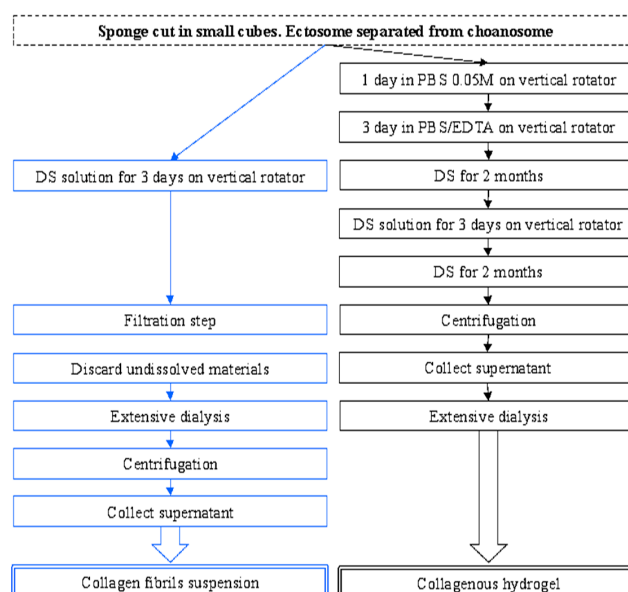 Sponge cut in small cubes. Ectosome separated from choanosome
1 day in PBS 0.05M on vertical rotator
3 day in PBS/EDTA on vertical rotator
DS solution for 3 days on vertical rotator
DS for 2 months
DS solution for 3 days on vertical rotator
DS for 2 months
Filtration step
Centrifugation
Discard undissolved materials
Collect supernatant
Extensive dialysis
Extensive dialysis
Centrifugation
Collect supernatant
Collagen fibrils suspension
Collagenous hydrogel